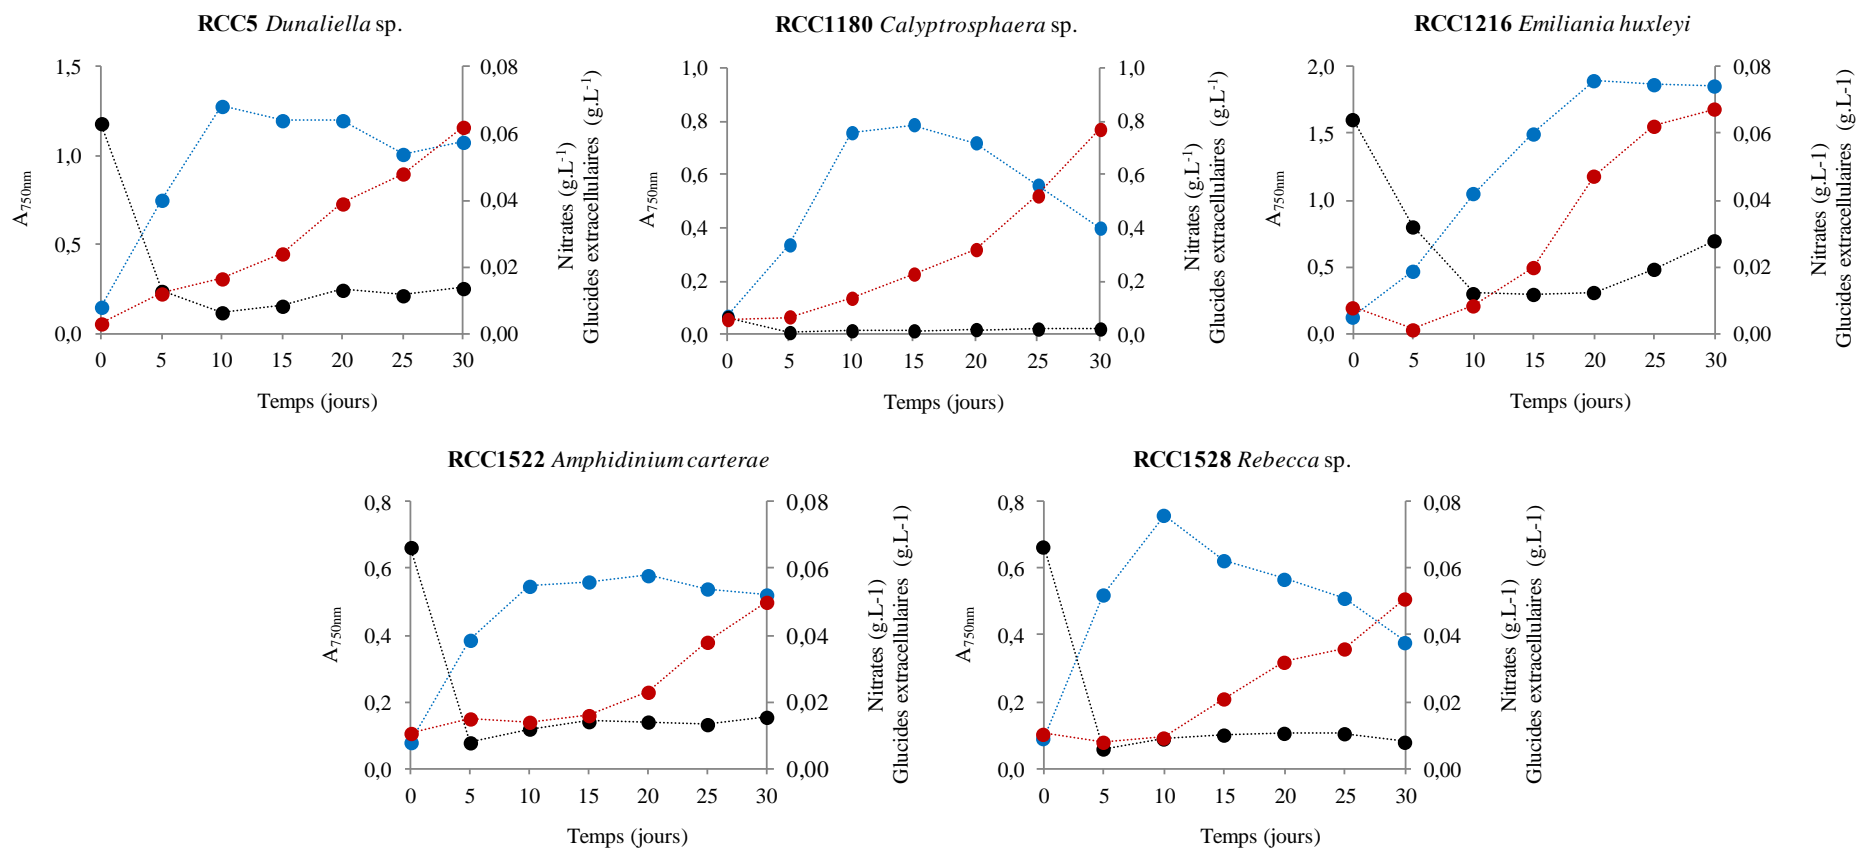 RCC5 Dunaliella sp.
1,5
1,0
0,5
0,0
0,08
0,06
0,04
0,02
0,00
0 5 10 15 20 25 30
A750nm
Nitrates (g.L-1)
Glucides extracellulaires (g.L-1)
Temps (jours)
RCC1180 Calyptrosphaera sp.
1,0
0,8
0,6
0,4
0,2
0,0
1,0
0,8
0,6
0,4
0,2
0,0
0 5 10 15 20 25 30
A750nm
Nitrates (g.L-1)
Glucides extracellulaires (g.L-1)
Temps (jours)
RCC1216 Emiliania huxleyi
2,0
1,5
1,0
0,5
0,0
0,08
0,06
0,04
0,02
0,00
0 5 10 15 20 25 30
A750nm
Nitrates (g.L-1)
Glucides extracellulaires (g.L-1)
Temps (jours)
RCC1522 Amphidinium carterae
0,8
0,6
0,4
0,2
0,0
0,08
0,06
0,04
0,02
0,00
0 5 10 15 20 25 30
A750nm
Nitrates (g.L-1)
Glucides extracellulaires (g.L-1)
Temps (jours)
RCC1528 Rebecca sp.
0,8
0,6
0,4
0,2
0,0
0,08
0,06
0,04
0,02
0,00
0 5 10 15 20 25 30
A750nm
Nitrates (g.L-1)
Glucides extracellulaires (g.L-1)
Temps (jours)